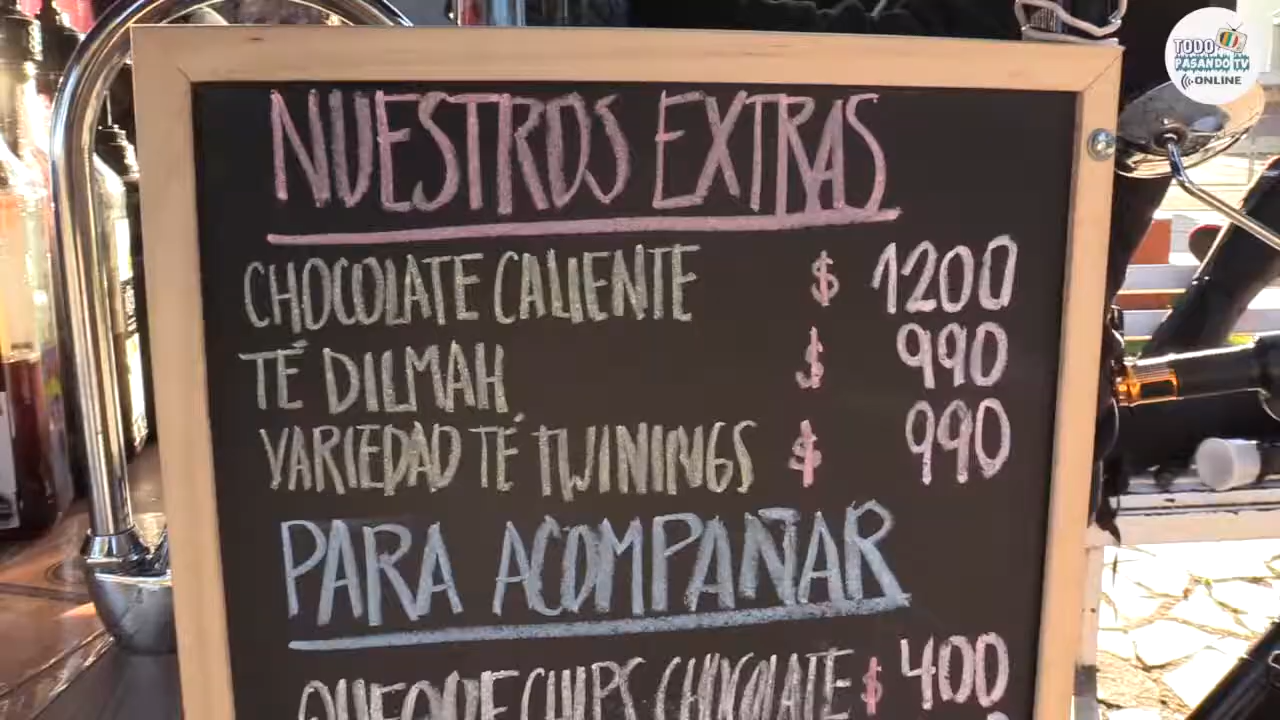 TODO
PASANDO TV
ONLINE
NUESTROS EXTRAS
CHOCOLATE CALIENTE $ 1200
TÉ DILMAH $ 990
VARIEDAD TÉ TWININGS $ 990
PARA ACOMPAÑAR
QUEQUE CHIPS CHOCOLATE $ 400